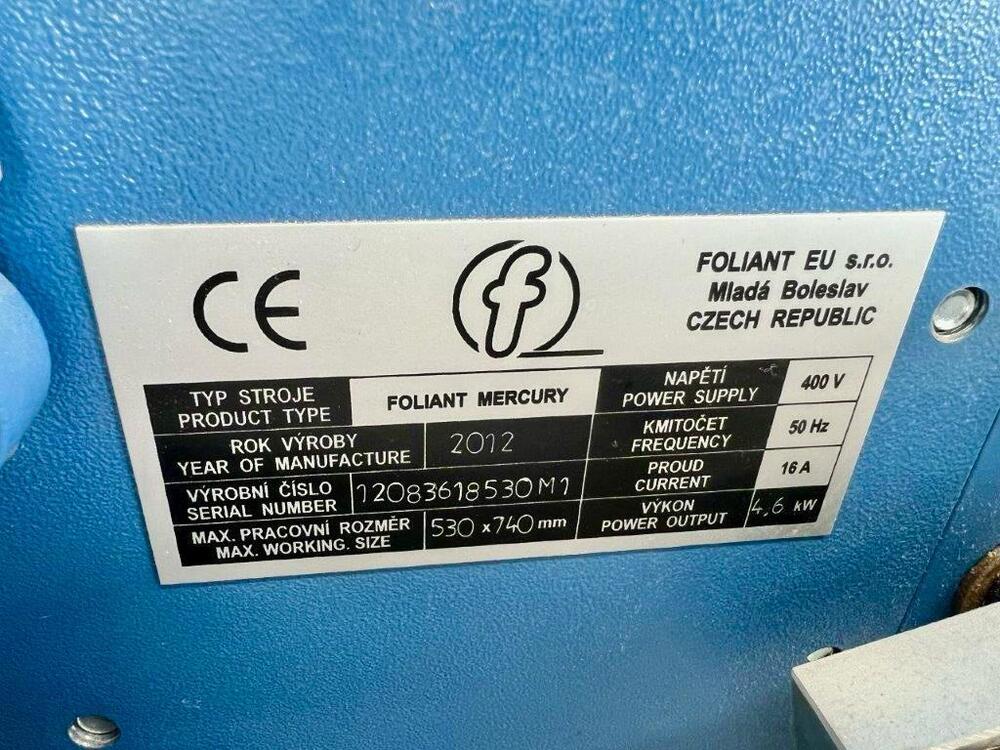 CE
f
FOLIANT EU s.r.o.
Mladá Boleslav
CZECH REPUBLIC
TYP STROJE
PRODUCT TYPE
FOLIANT MERCURY
NAPĚTÍ
POWER SUPPLY
400 V
ROK VÝROBY
YEAR OF MANUFACTURE
2012
KMITOČET
FREQUENCY
50 Hz
VÝROBNÍ ČÍSLO
SERIAL NUMBER
12083618530M1
PROUD
CURRENT
16 A
MAX. PRACOVNÍ ROZMĚR
MAX. WORKING. SIZE
530 x 740 mm
VÝKON
POWER OUTPUT
4,6 kW